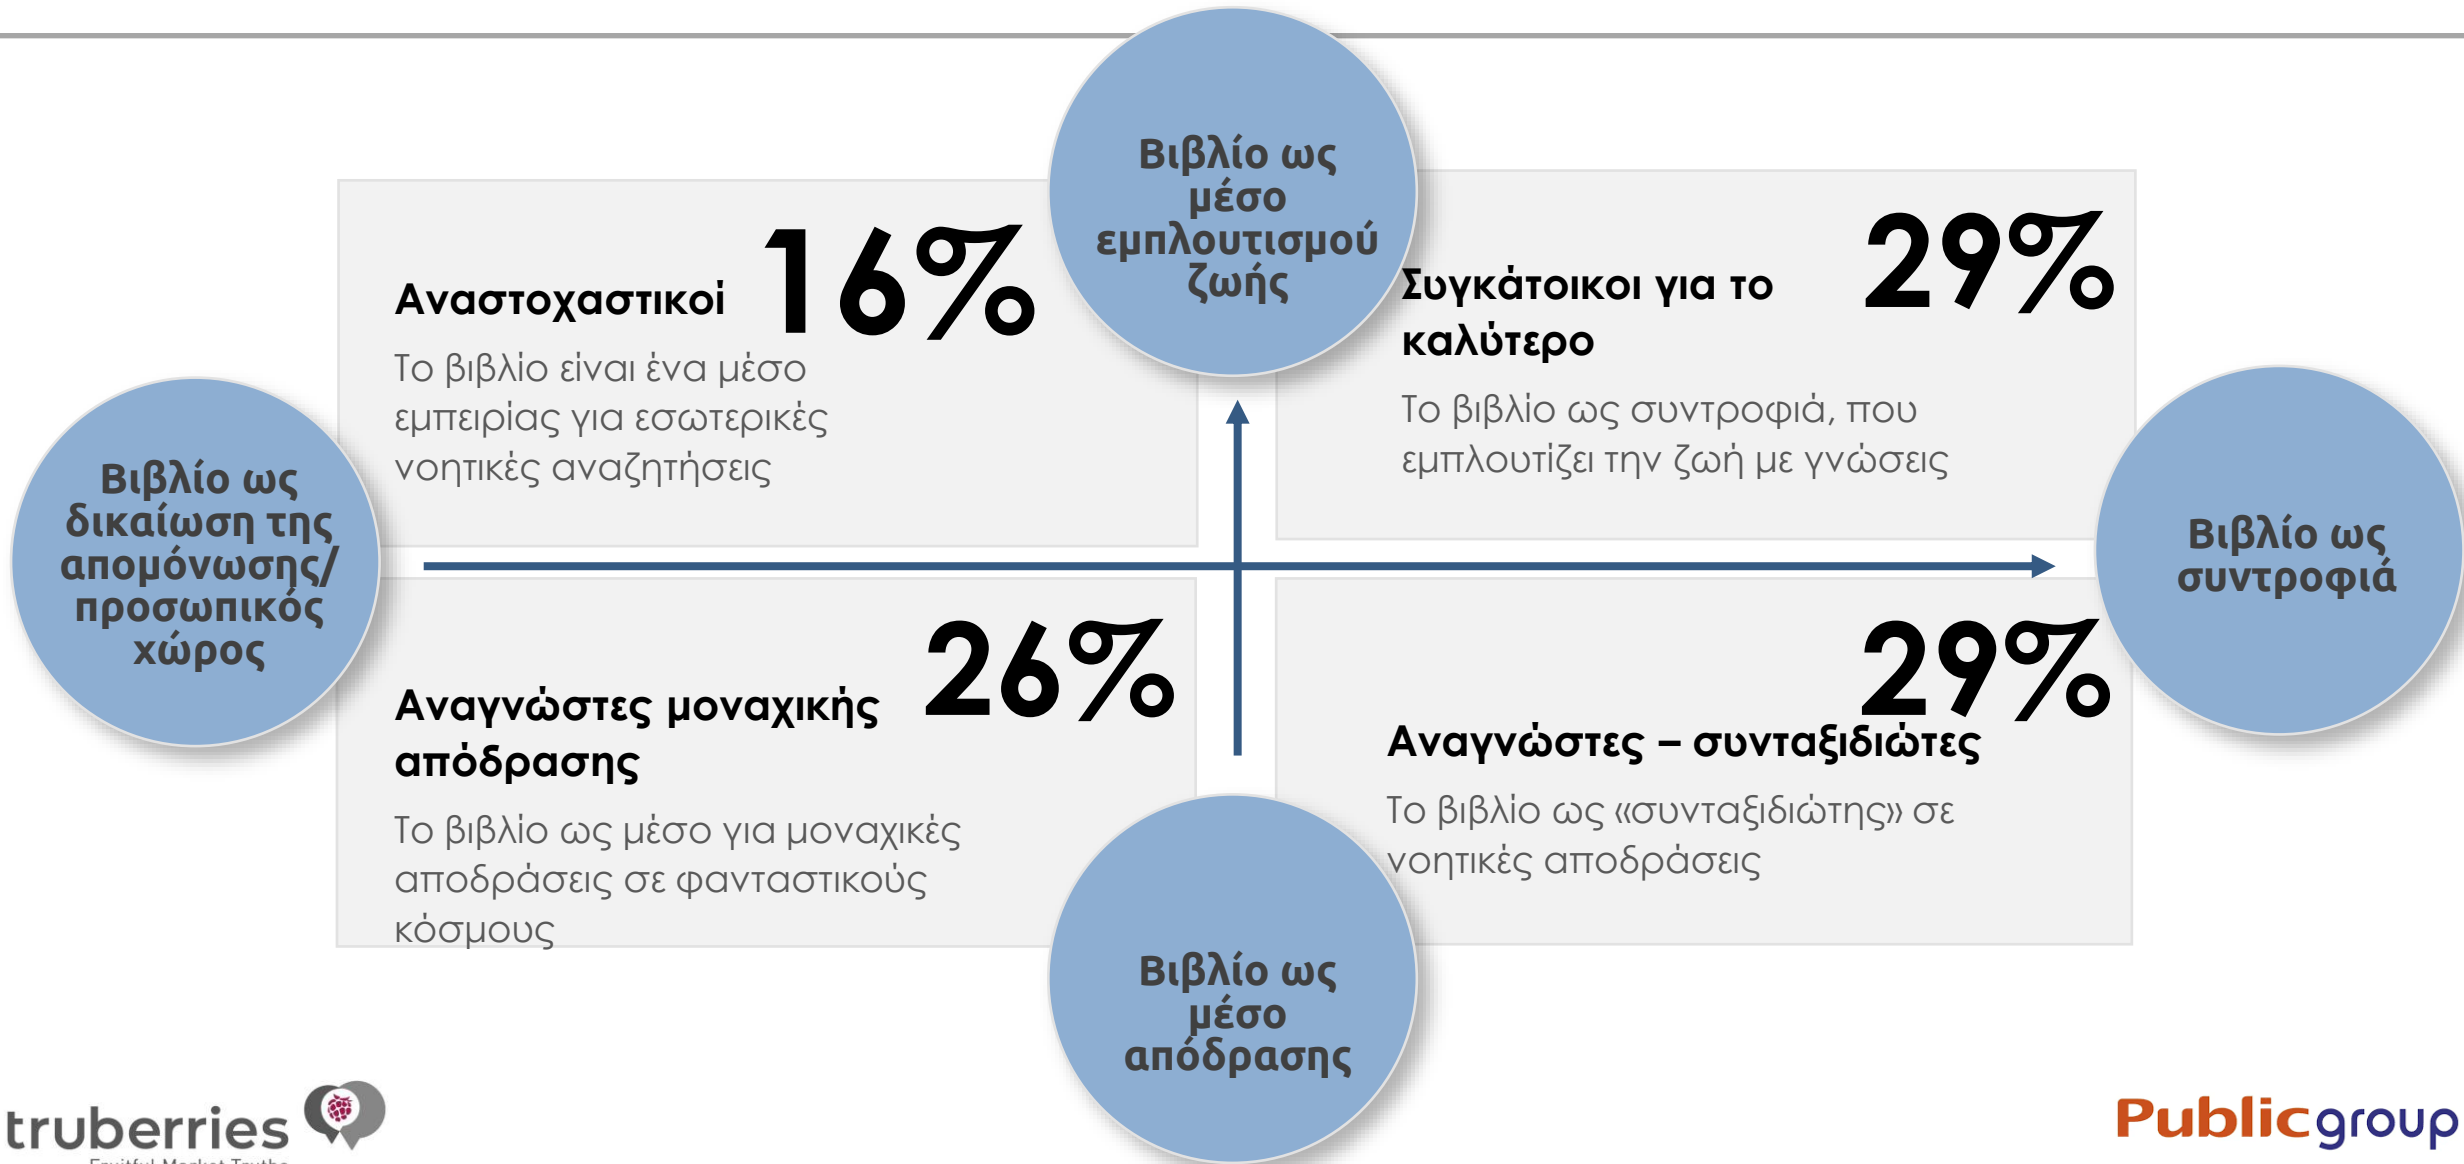 Βιβλίο ως
μέσο
εμπλουτισμού
ζωής
Αναστοχαστικοί
16%
Το βιβλίο είναι ένα μέσο
εμπειρίας για εσωτερικές
νοητικές αναζητήσεις
Συγκάτοικοι για το
καλύτερο
29%
Το βιβλίο ως συντροφιά, που
εμπλουτίζει την ζωή με γνώσεις
Βιβλίο ως
δικαίωση της
απομόνωσης/
προσωπικός
χώρος
Βιβλίο ως
συντροφιά
Αναγνώστες μοναχικής
απόδρασης
26%
Το βιβλίο ως μέσο για μοναχικές
αποδράσεις σε φανταστικούς
κόσμους
29%
Αναγνώστες – συνταξιδιώτες
Το βιβλίο ως «συνταξιδιώτης» σε
νοητικές αποδράσεις
Βιβλίο ως
μέσο
απόδρασης
truberries
Fruitful Market Truths
Publicgroup